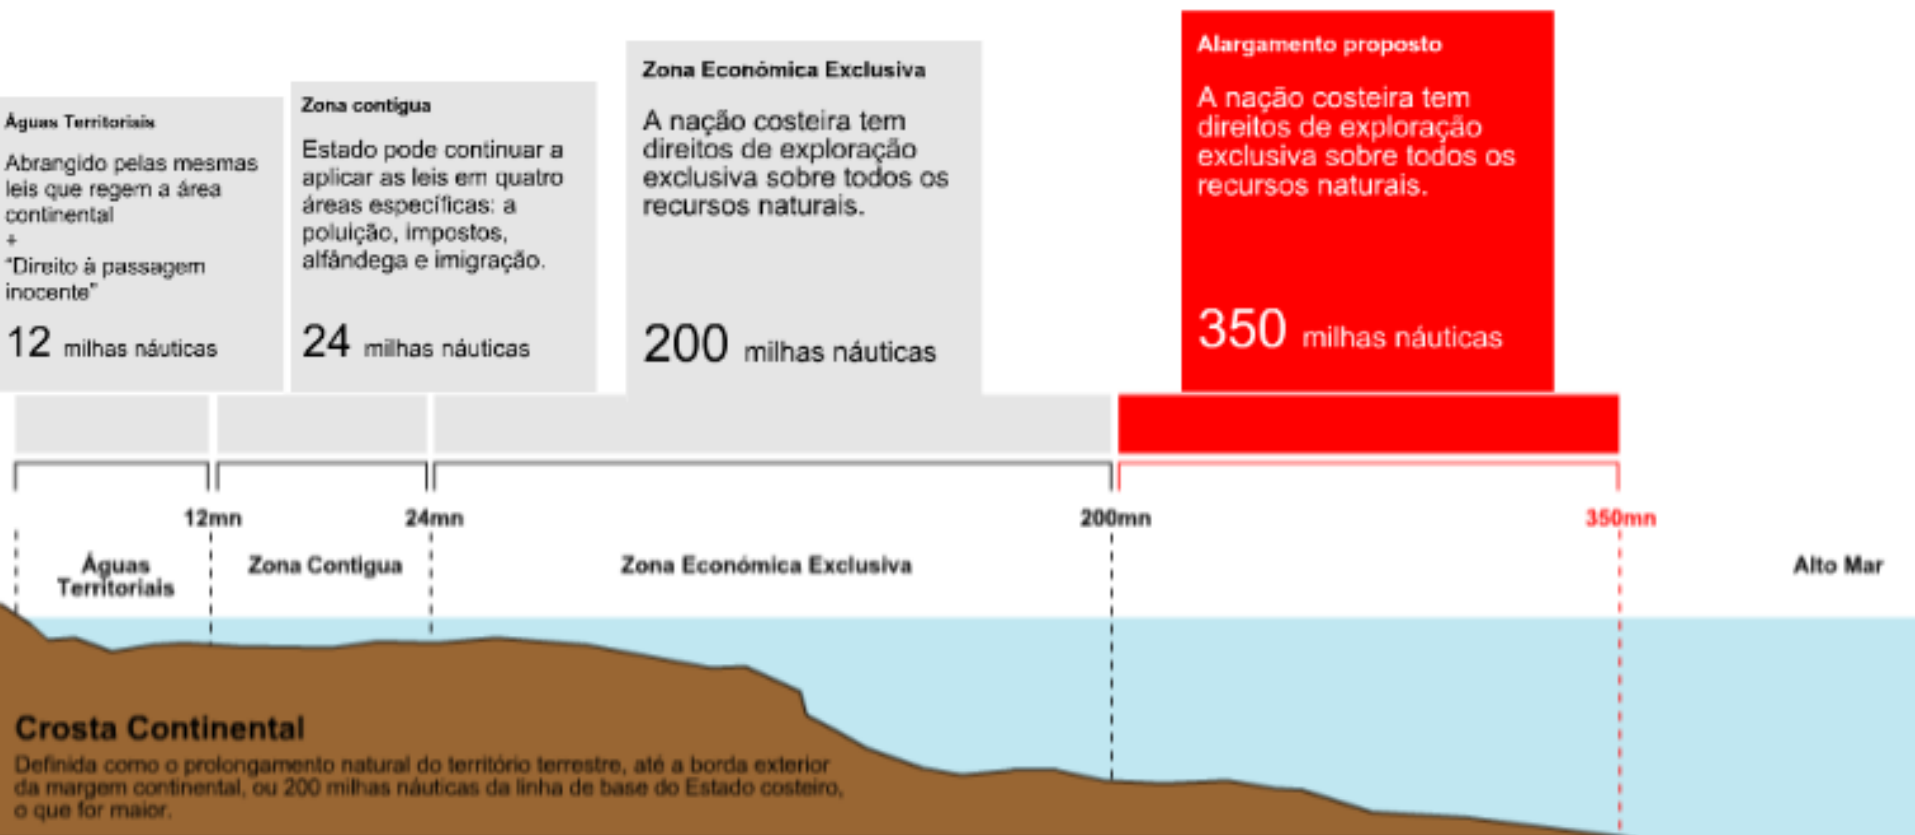 Águas Territoriais
Abrangido pelas mesmas
leis que regem a área
continental
+
"Direito à passagem
inocente"
12 milhas náuticas
Zona contigua
Estado pode continuar a
aplicar as leis em quatro
áreas específicas: a
poluição, impostos,
alfândega e imigração.
24 milhas náuticas
Zona Económica Exclusiva
A nação costeira tem
direitos de exploração
exclusiva sobre todos os
recursos naturais.
200 milhas náuticas
Alargamento proposto
A nação costeira tem
direitos de exploração
exclusiva sobre todos os
recursos naturais.
350 milhas náuticas
12mn
24mn
200mn
350mn
Águas
Territoriais
Zona Contigua
Zona Económica Exclusiva
Alto Mar
Crosta Continental
Definida como o prolongamento natural do território terrestre, até a borda exterior
da margem continental, ou 200 milhas náuticas da linha de base do Estado costeiro,
o que for maior.